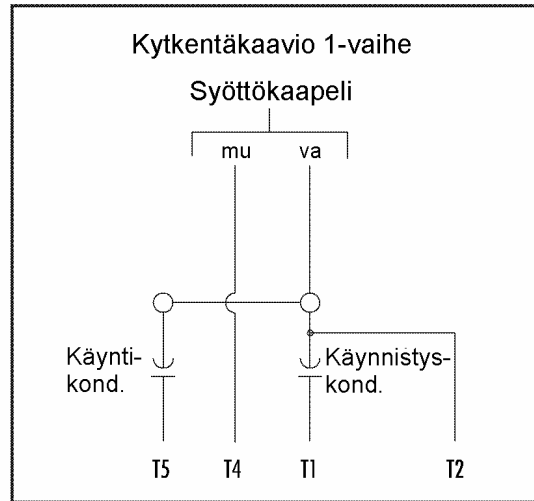 Kytkentäkaavio 1-vaihe
Syöttökaapeli
mu va
Käynti-
kond.
Käynnistys-
kond.
T5 T4 T1 T2